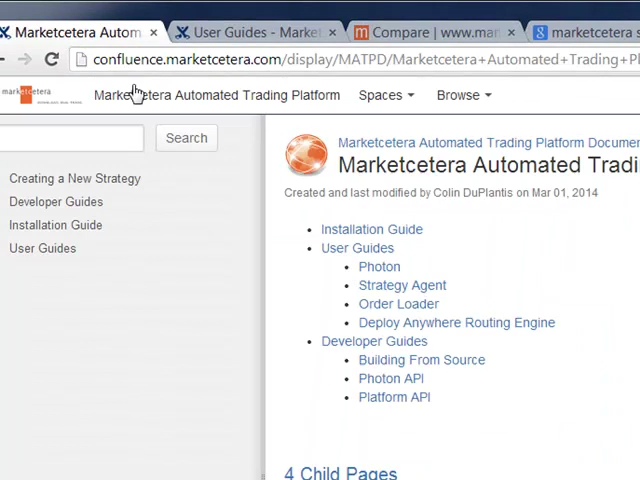 Marketcetera Autom ×
User Guides - Market ×
Compare | www.mar ×
marketcetera s
confluence.marketcetera.com/display/MATPD/Marketcetera+Automated+Trading+Pl
marketcetera
Marketcetera Automated Trading Platform
Spaces
Browse
Search
Creating a New Strategy
Developer Guides
Installation Guide
User Guides
Marketcetera Automated Trading Platform Documen
Marketcetera Automated Tradi
Created and last modified by Colin DuPlantis on Mar 01, 2014
• Installation Guide
• User Guides
• Photon
• Strategy Agent
• Order Loader
• Deploy Anywhere Routing Engine
• Developer Guides
• Building From Source
• Photon API
• Platform API
4 Child Pages